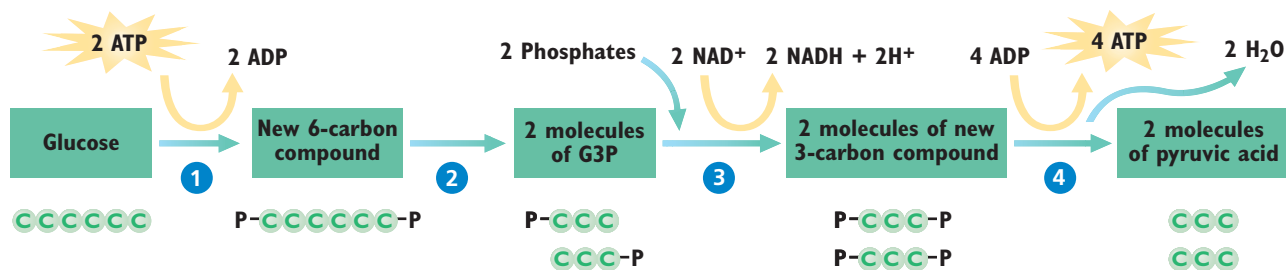 2 ATP
2 ADP
2 Phosphates
2 NAD⁺
2 NADH + 2H⁺
4 ADP
4 ATP
2 H₂O
Glucose
New 6-carbon
compound
2 molecules
of G3P
2 molecules of new
3-carbon compound
2 molecules
of pyruvic acid
1
2
3
4
CCCCCC
P-CCCCCC-P
P-CCC
CCC-P
P-CCC-P
P-CCC-P
CCC
CCC